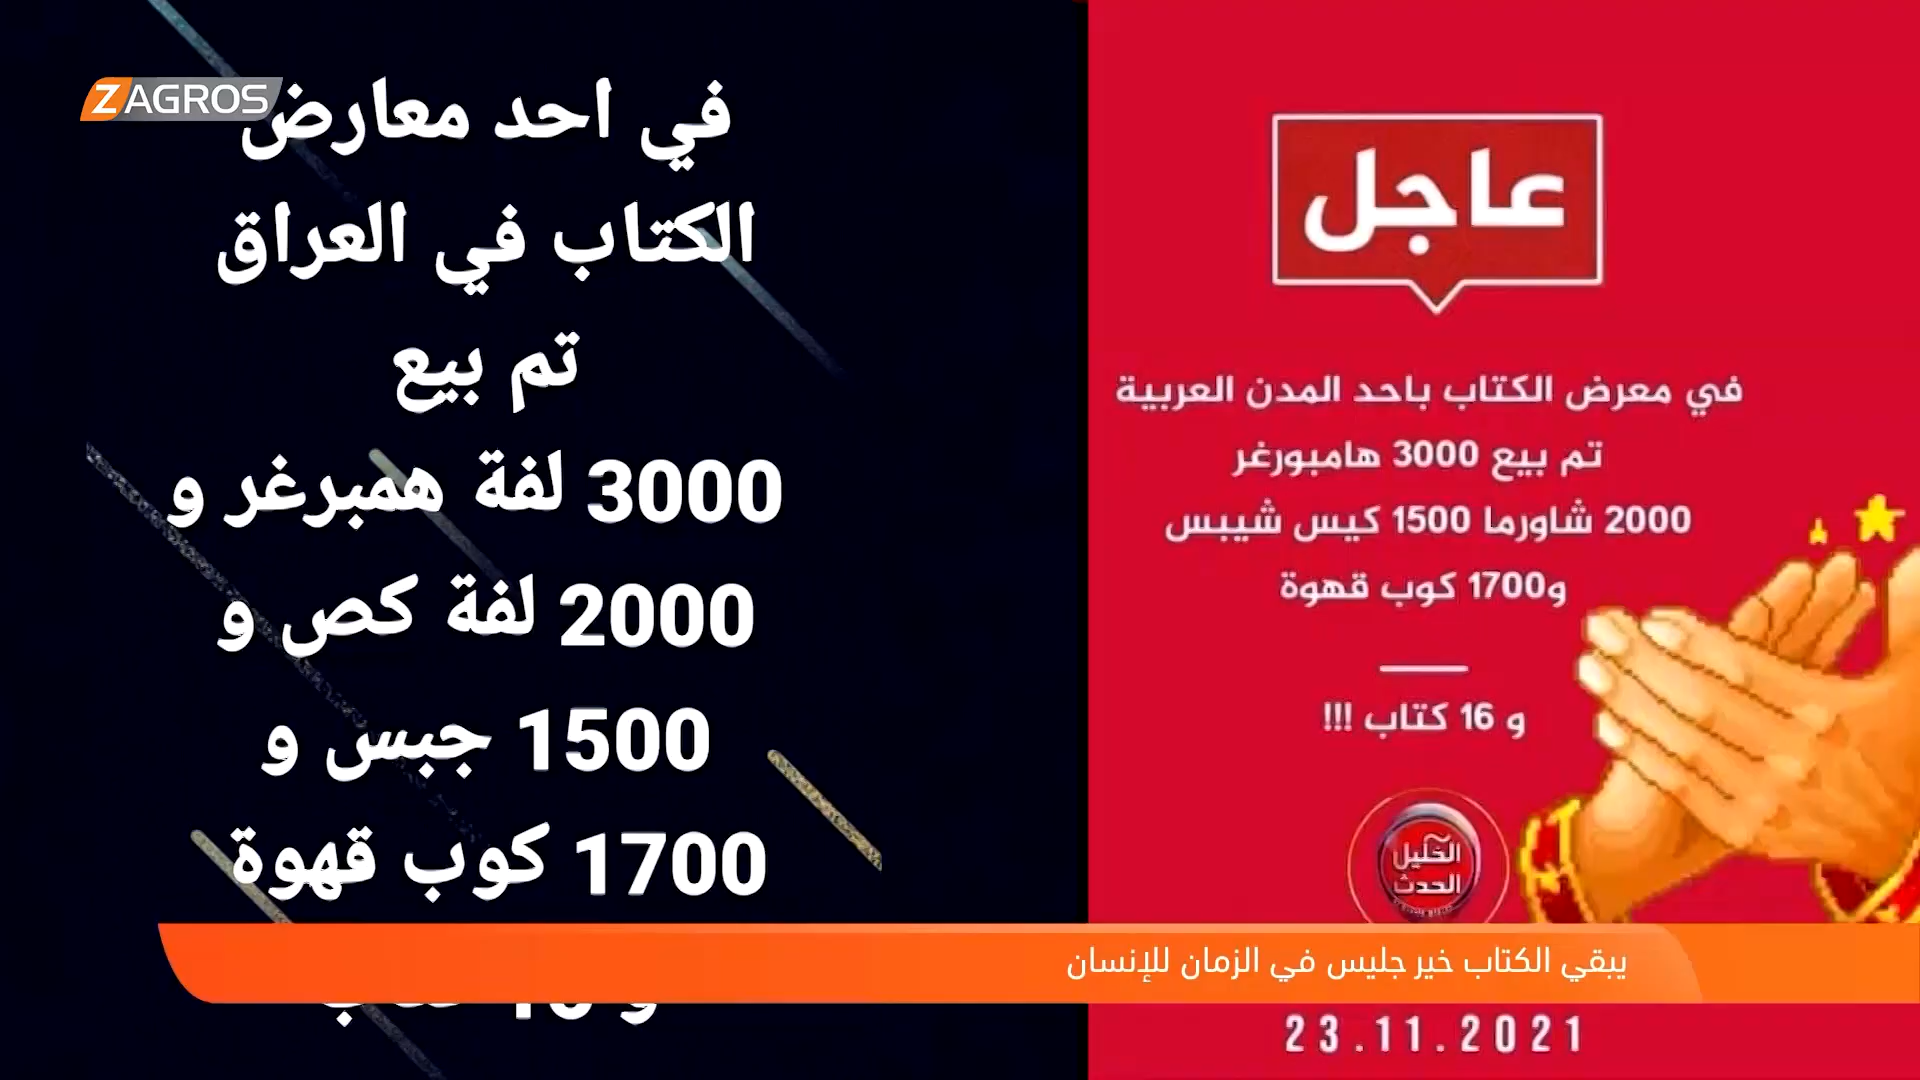 ZAGROS
في احد معارض
الكتاب في العراق
تم بيع
3000 لفة همبرغر و
2000 لفة كص و
1500 جبس و
1700 كوب قهوة
عاجل
في معرض الكتاب باحد المدن العربية
تم بيع 3000 هامبورغر
2000 شاورما 1500 كيس شيبس
و1700 كوب قهوة
و 16 كتاب !!!
الخليل
الحدث
يبقي الكتاب خير جليس في الزمان للإنسان
23.11.2021